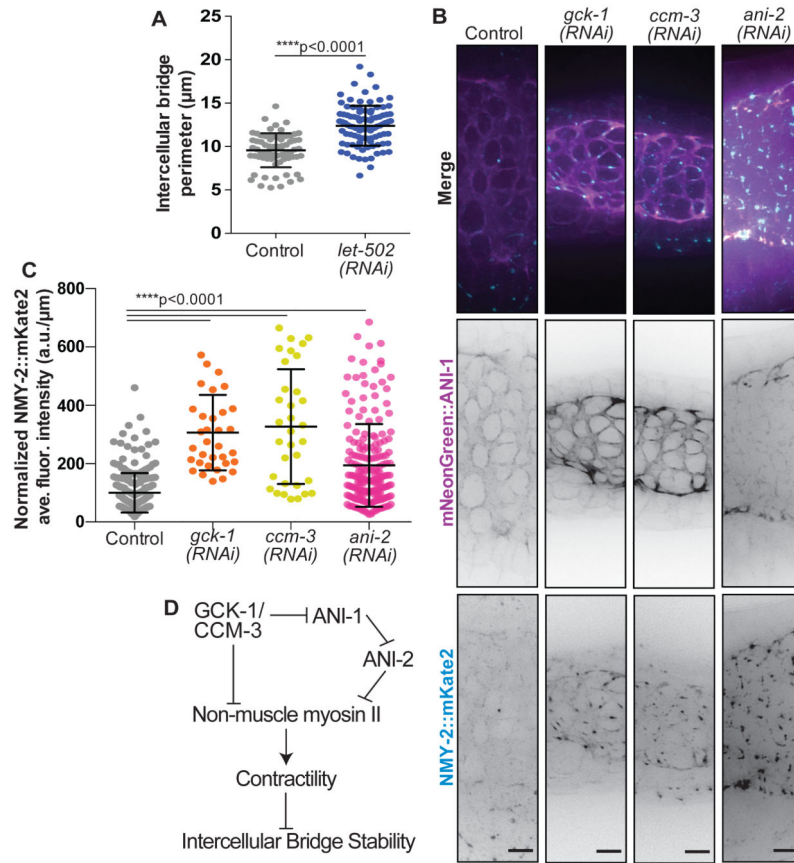 A
****p<0.0001
Intercellular bridge
perimeter (μm)
20
15
10
5
0
Control
let-502
(RNAi)
B
Control
gck-1
(RNAi)
ccm-3
(RNAi)
ani-2
(RNAi)
Merge
mNeonGreen::ANI-1
NMY-2::mKate2
C
****p<0.0001
Normalized NMY-2::mKate2
ave. fluor. intensity (a.u./μm)
800
600
400
200
0
Control
gck-1
(RNAi)
ccm-3
(RNAi)
ani-2
(RNAi)
D
GCK-1/
CCM-3
ANI-1
ANI-2
Non-muscle myosin II
Contractility
Intercellular Bridge Stability